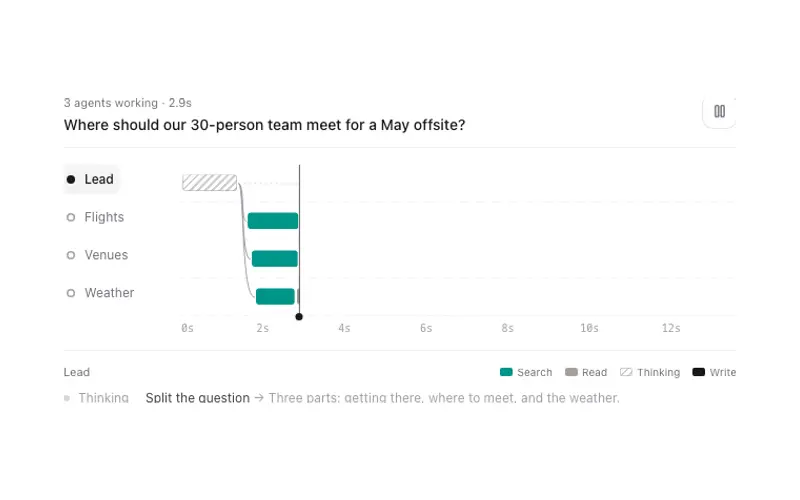 3 agents working · 2.9s
Where should our 30-person team meet for a May offsite?
Lead
Flights
Venues
Weather
0s 2s 4s 6s 8s 10s 12s
Lead
Search Read Thinking Write
Thinking Split the question → Three parts: getting there, where to meet, and the weather.